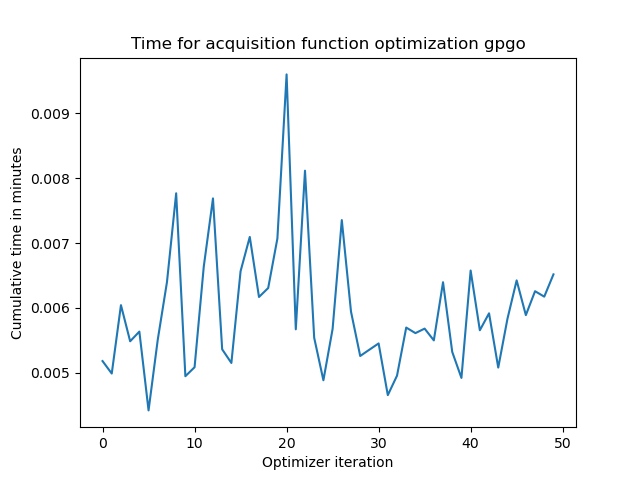 Time for acquisition function optimization gpgo
Cumulative time in minutes
0.009
0.008
0.007
0.006
0.005
0 10 20 30 40 50
Optimizer iteration